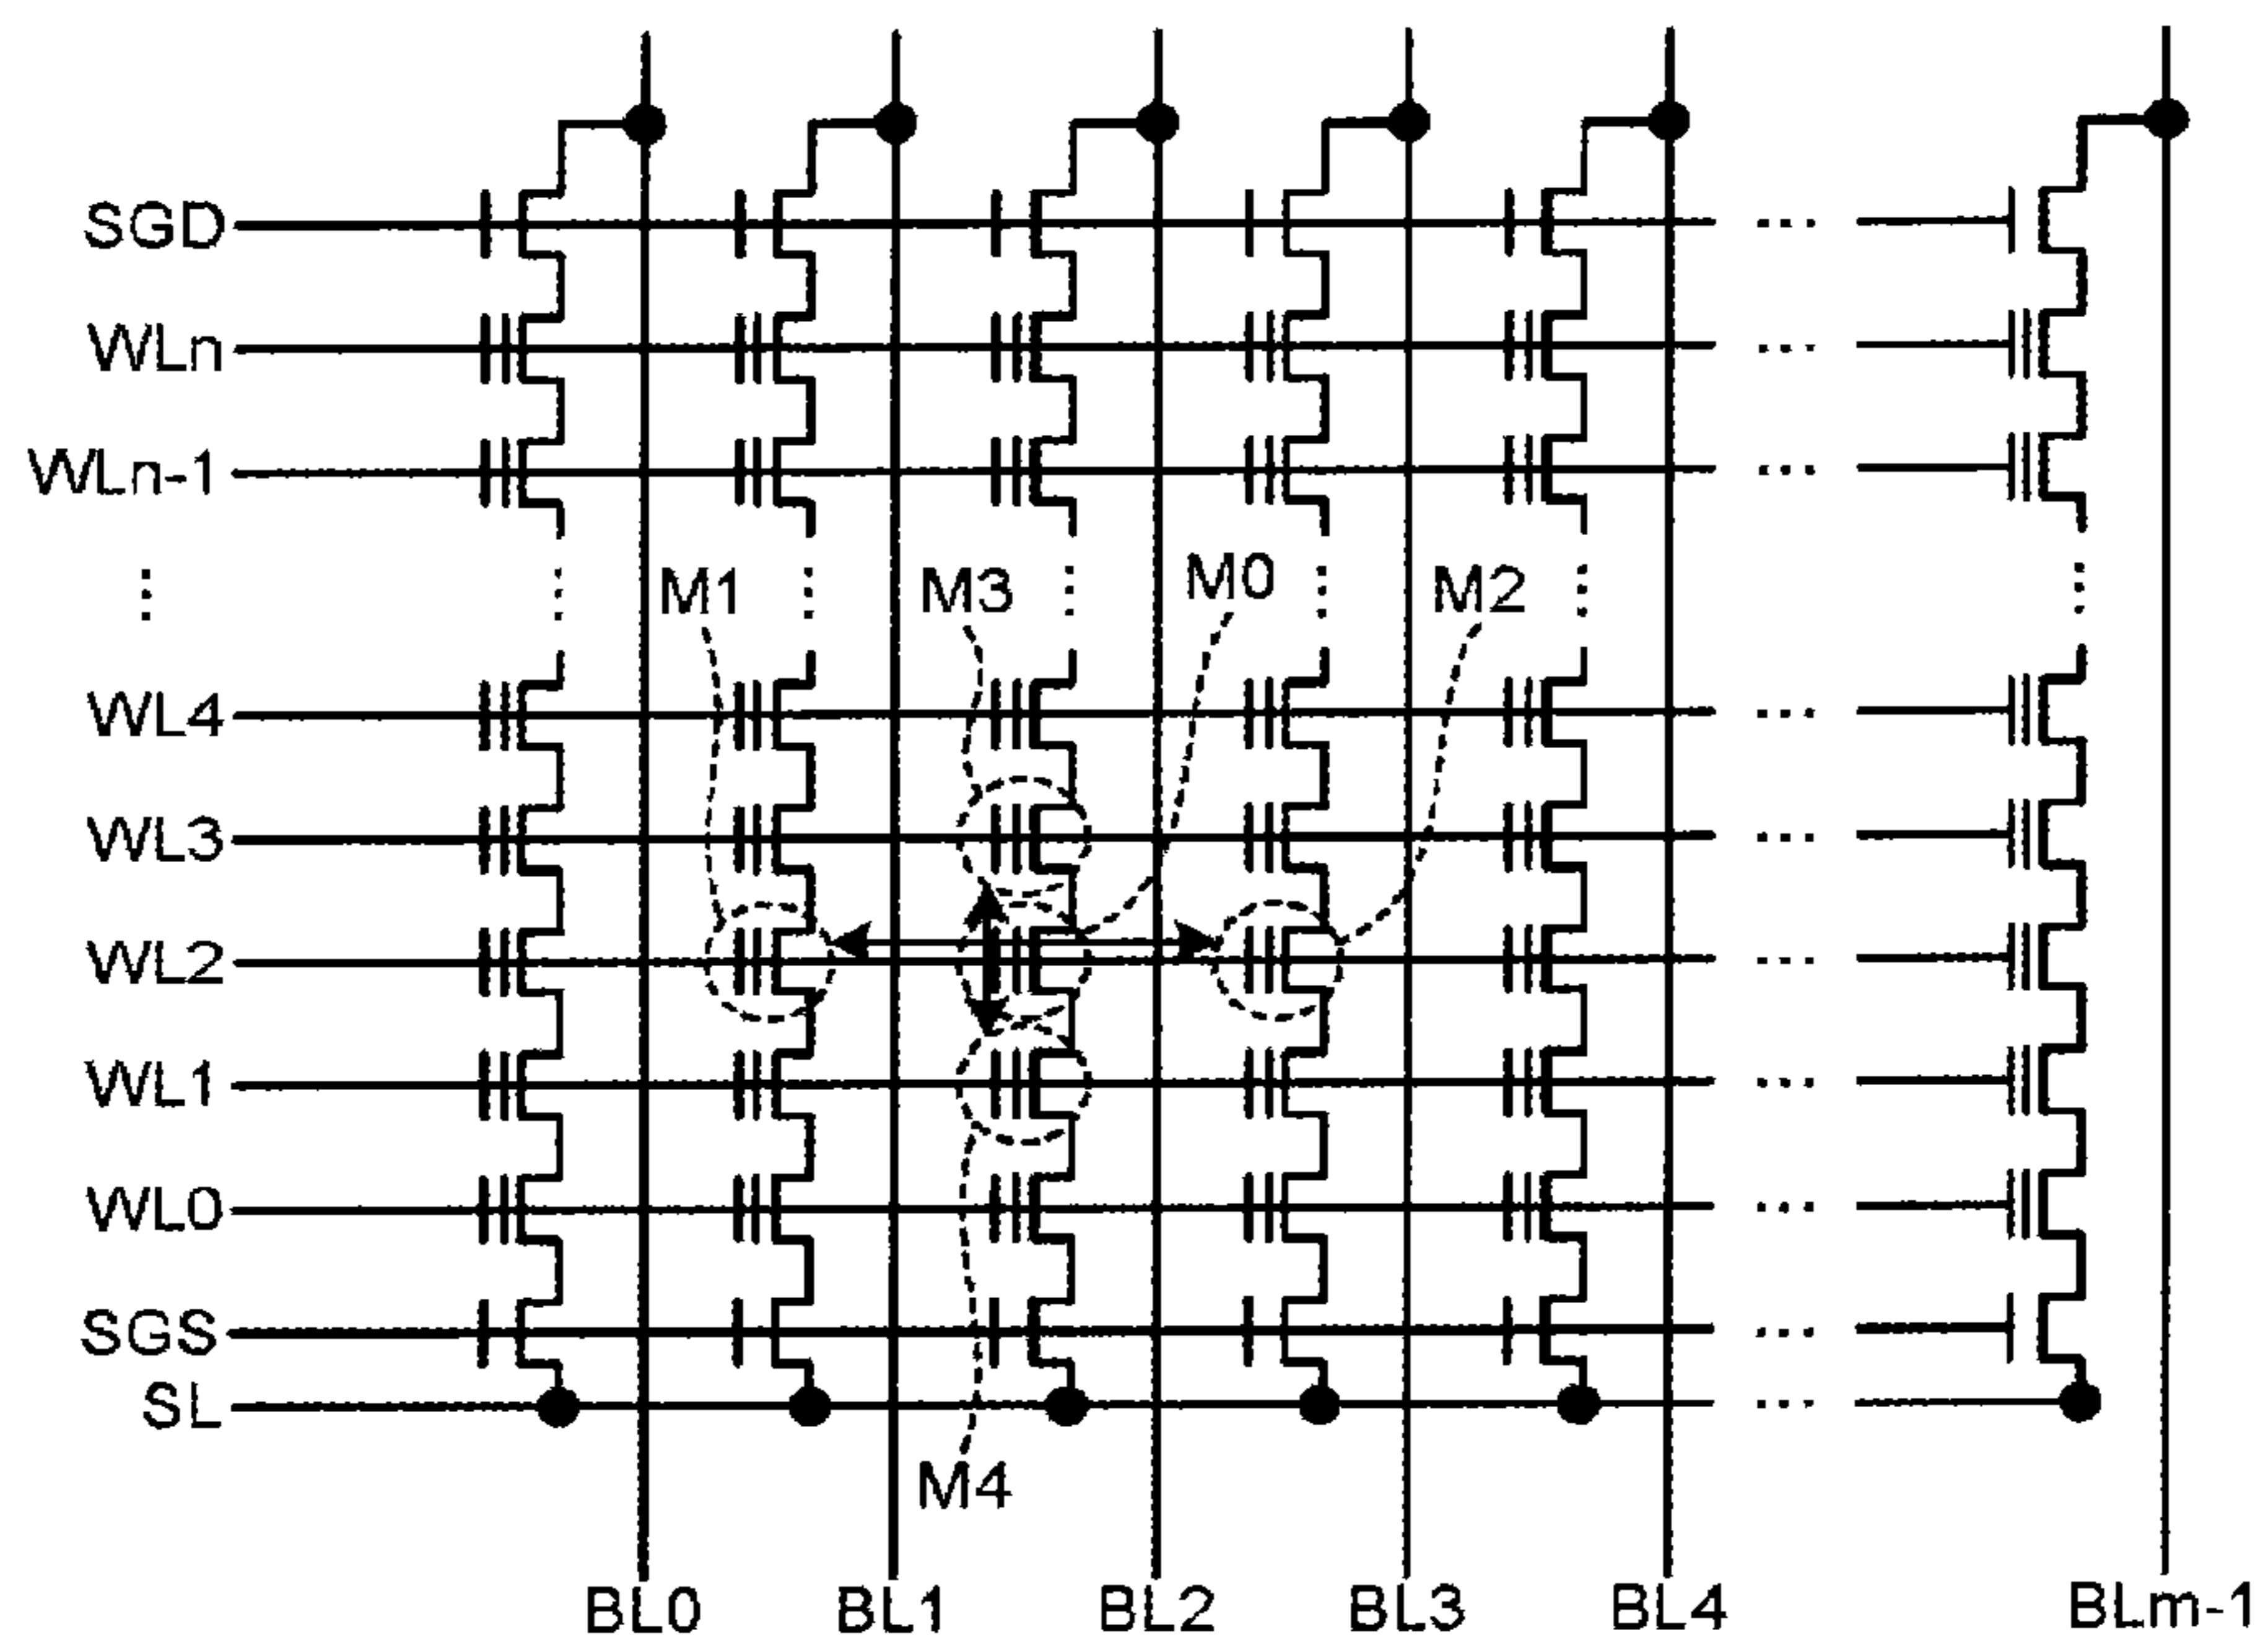 SGD
WLn
WLn-1
M1 M3 M0 M2
WL4
WL3
WL2
WL1
WL0
SGS
SL
M4
BL0 BL1 BL2 BL3 BL4 BLm-1